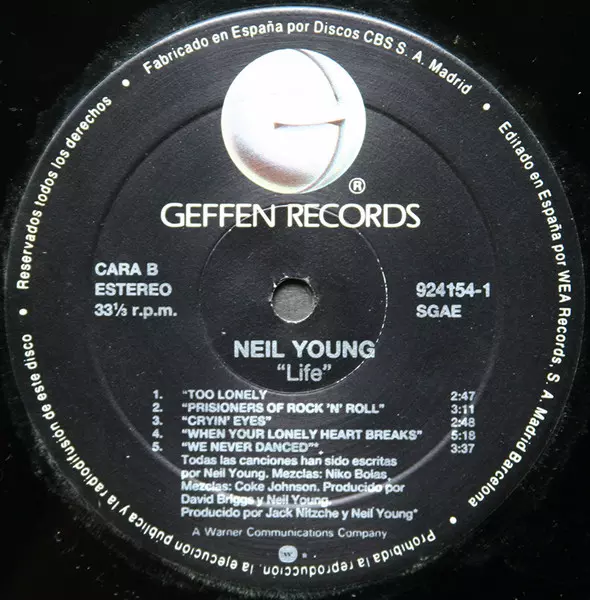 Fabricado en España por Discos CBS S. A. Madrid • Editado en España por WEA Records, S. A. Madrid Barcelona • Prohibida la reproducción, la ejecución pública y la radiodifusión de este disco • Reservados todos los derechos •
®
GEFFEN RECORDS
CARA B
ESTEREO
33⅓ r.p.m.
924154-1
SGAE
NEIL YOUNG
“Life”
1. “TOO LONELY 2:47
2. “PRISIONERS OF ROCK 'N' ROLL” 3:11
3. “CRYIN' EYES” 2:48
4. “WHEN YOUR LONELY HEART BREAKS” 5:18
5. “WE NEVER DANCED”* 3:37
Todas las canciones han sido escritas
por Neil Young. Mezclas: Niko Bolas,
Mezclas: Coke Johnson. Producido por
David Briggs y Neil Young.
Producido por Jack Nitzche y Neil Young*
A Warner Communications Company